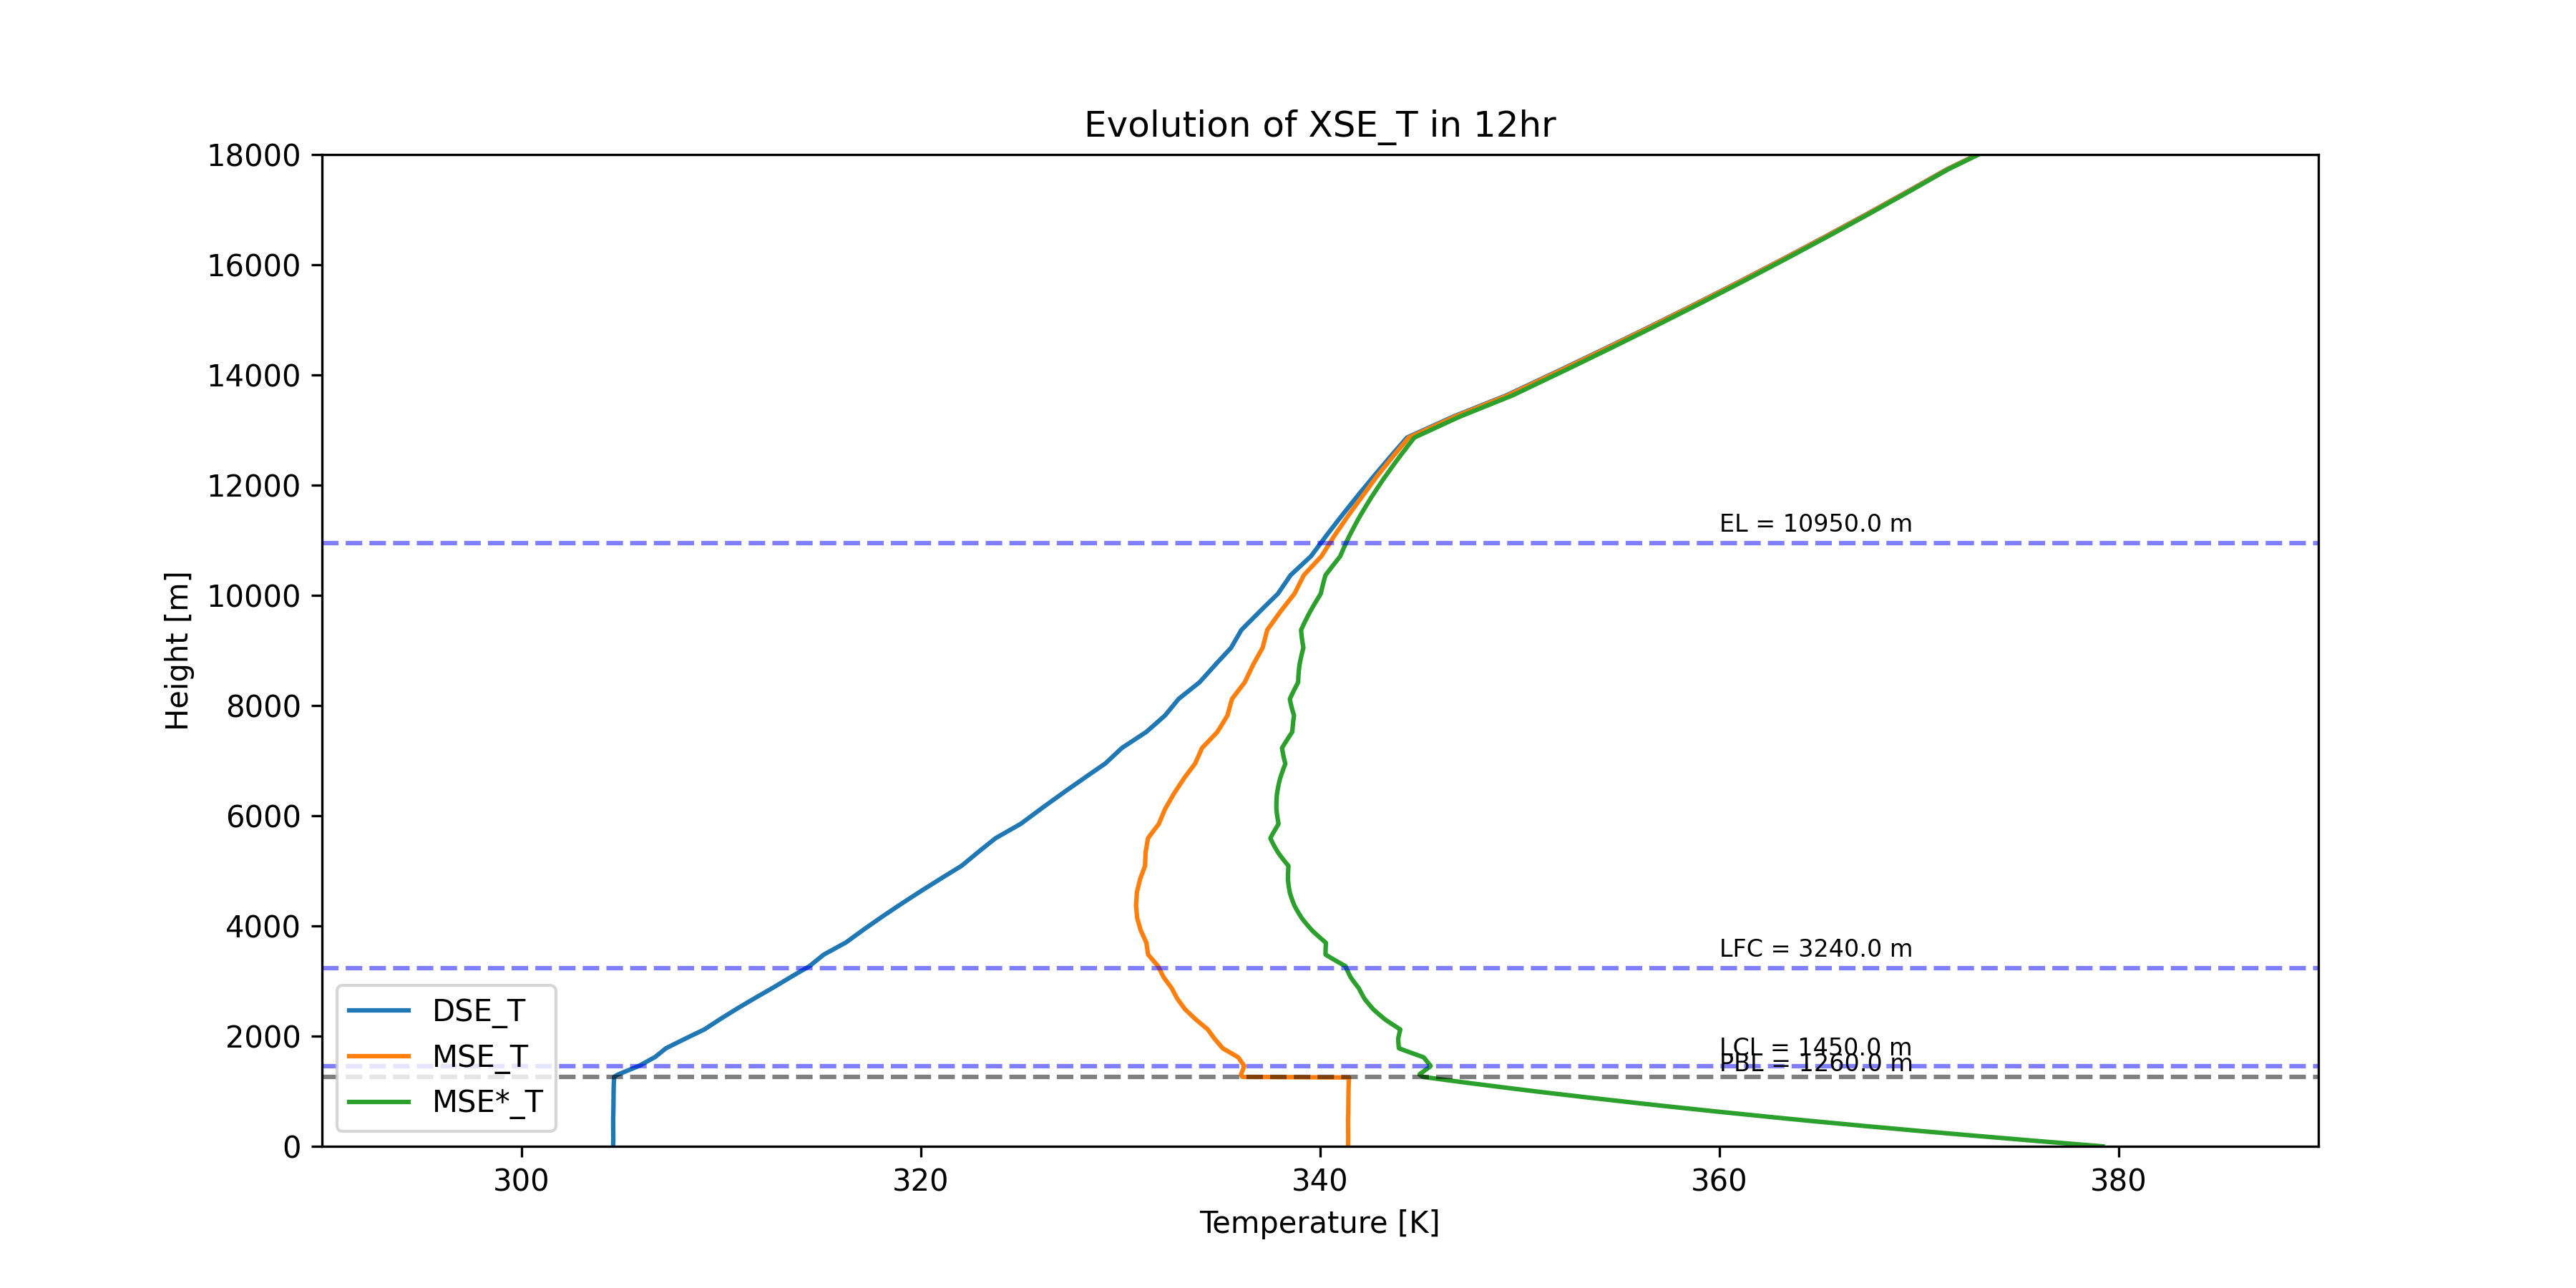 Evolution of XSE_T in 12hr
18000
16000
14000
12000
10000
8000
6000
4000
2000
0
Height [m]
EL = 10950.0 m
LFC = 3240.0 m
LCL = 1450.0 m
PBL = 1260.0 m
DSE_T
MSE_T
MSE*_T
300 320 340 360 380
Temperature [K]